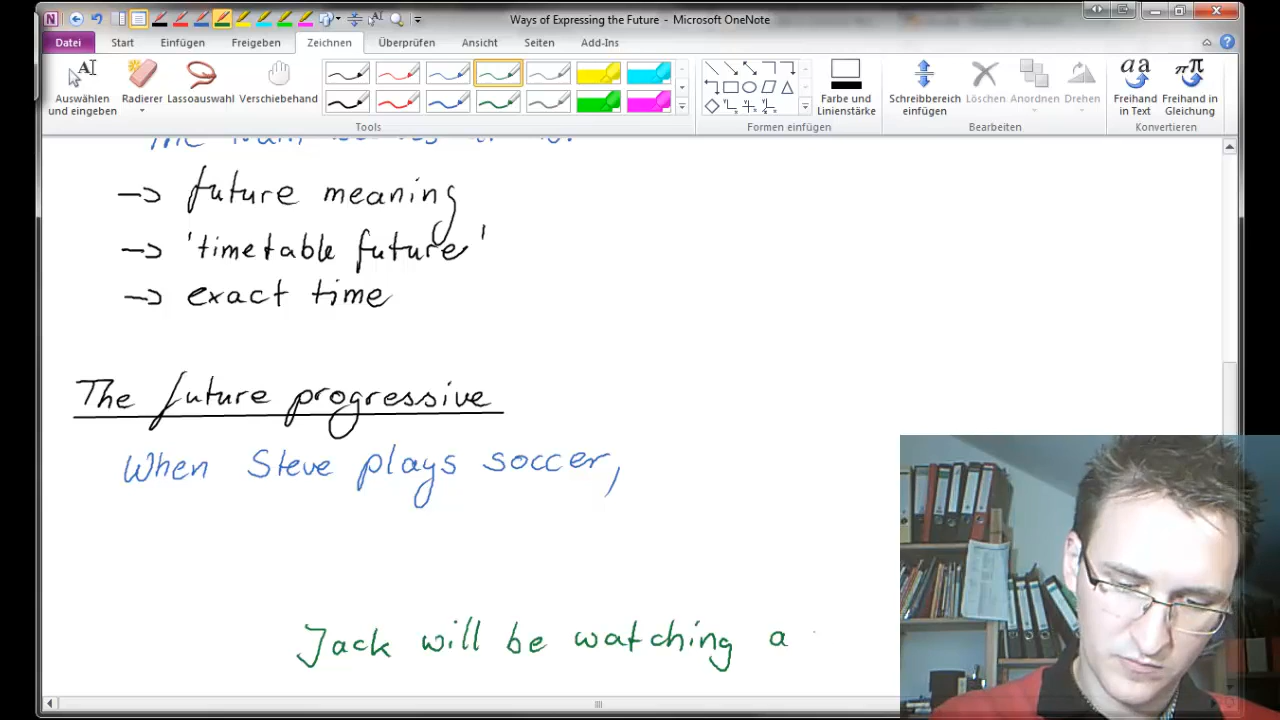 Ways of Expressing the Future - Microsoft OneNote
Datei Start Einfügen Freigeben Zeichnen Überprüfen Ansicht Seiten Add-Ins
Auswählen und eingeben
Radierer
Lassoauswahl
Verschiebehand
Farbe und Linienstärke
Schreibbereich einfügen
Löschen
Anordnen
Drehen
Freihand in Text
Freihand in Gleichung
Tools
Formen einfügen
Bearbeiten
Konvertieren
The
-> future meaning
-> 'timetable future'
-> exact time
The future progressive
When Steve plays soccer,
Jack will be watching a